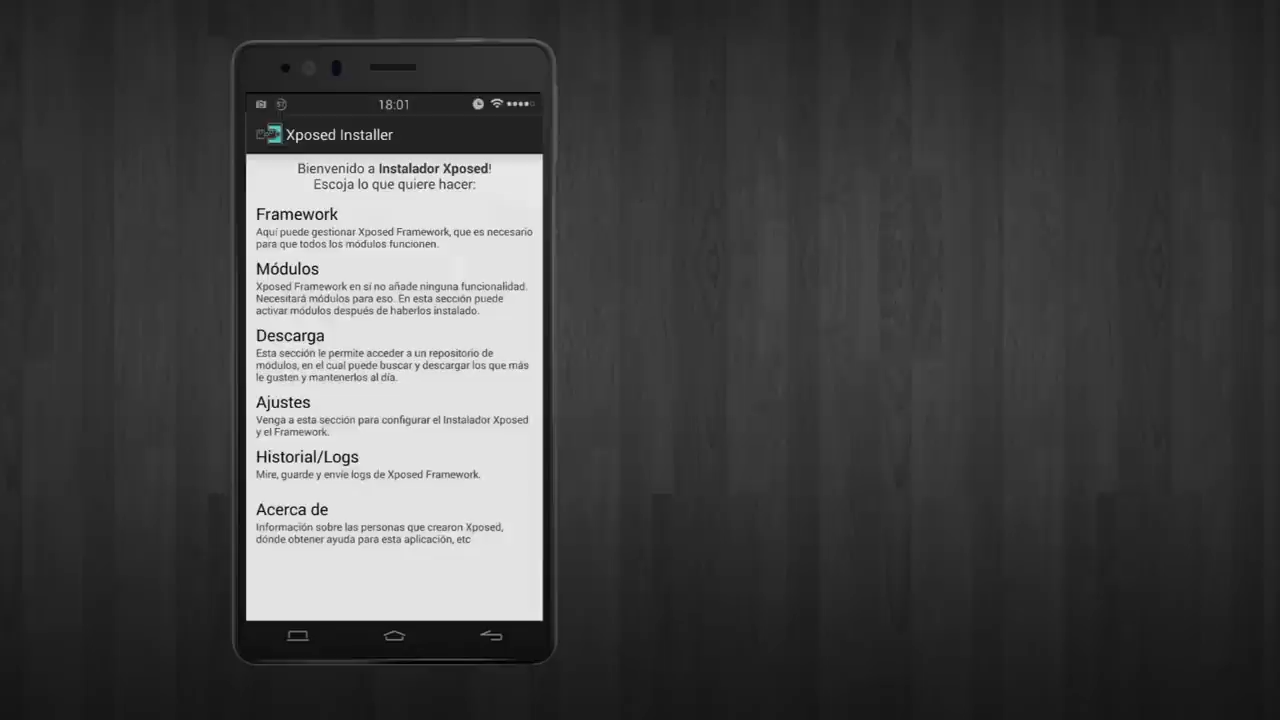 18:01
Xposed Installer
Bienvenido a Instalador Xposed!
Escoja lo que quiere hacer:
Framework
Aquí puede gestionar Xposed Framework, que es necesario
para que todos los módulos funcionen.
Módulos
Xposed Framework en sí no añade ninguna funcionalidad.
Necesitará módulos para eso. En esta sección puede
activar módulos después de haberlos instalado.
Descarga
Esta sección le permite acceder a un repositorio de
módulos, en el cual puede buscar y descargar los que más
le gusten y mantenerlos al día.
Ajustes
Venga a esta sección para configurar el Instalador Xposed
y el Framework.
Historial/Logs
Mire, guarde y envíe logs de Xposed Framework.
Acerca de
Información sobre las personas que crearon Xposed,
dónde obtener ayuda para esta aplicación, etc